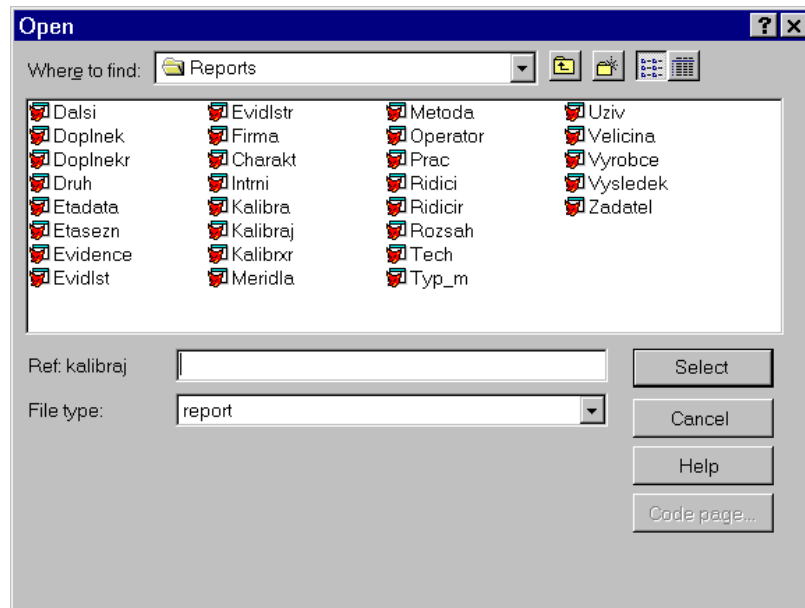 Open
Where to find: Reports
Dalsi
Doplnek
Doplnekr
Druh
Etadata
Etasezn
Evidence
Evidlst
Evidlstr
Firma
Charakt
Intrni
Kalibra
Kalibraj
Kalibrxr
Meridla
Metoda
Operator
Prac
Ridici
Ridicir
Rozsah
Tech
Typ_m
Uziv
Velicina
Vyrobce
Vysledek
Zadatel
Ref: kalibraj
Select
File type: report
Cancel
Help
Code page...